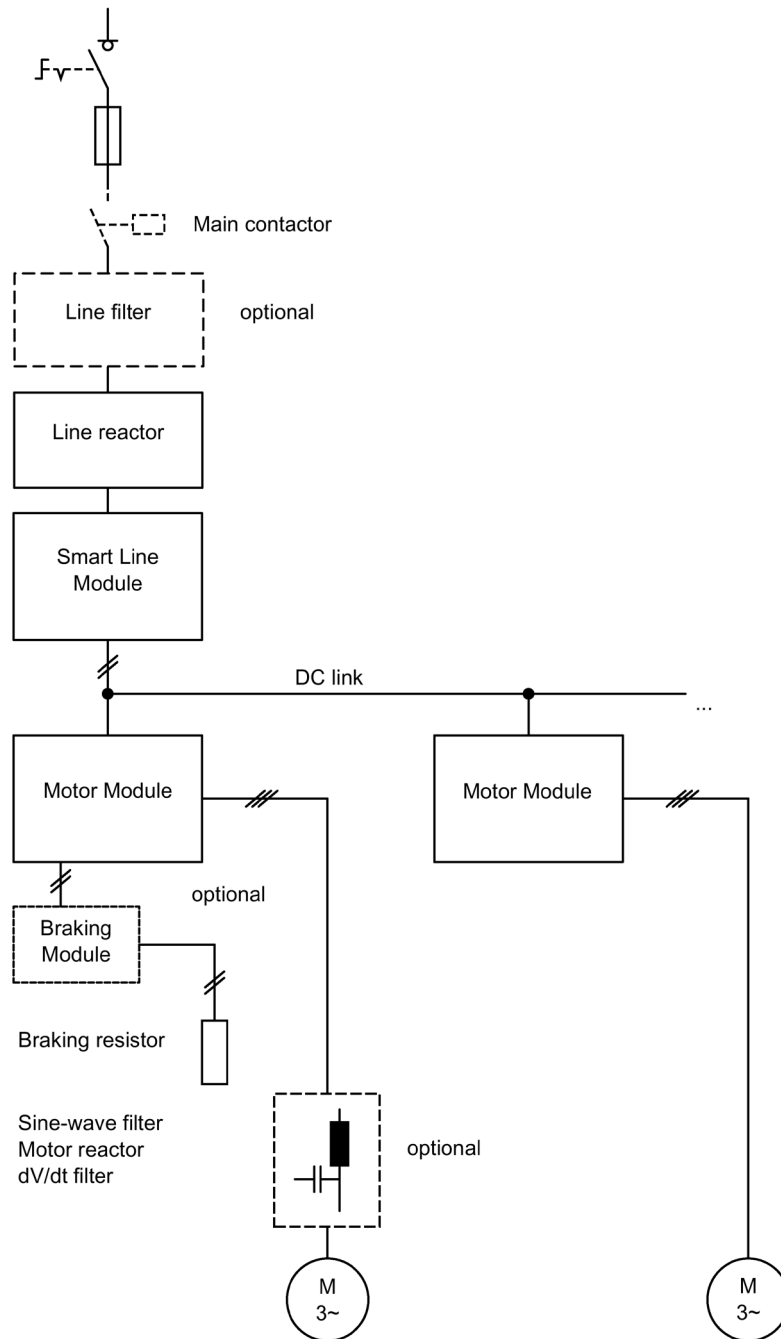 Main contactor
Line filter
optional
Line reactor
Smart Line
Module
DC link
...
Motor Module
Motor Module
optional
Braking
Module
Braking resistor
Sine-wave filter
Motor reactor
dV/dt filter
optional
M
3~
M
3~